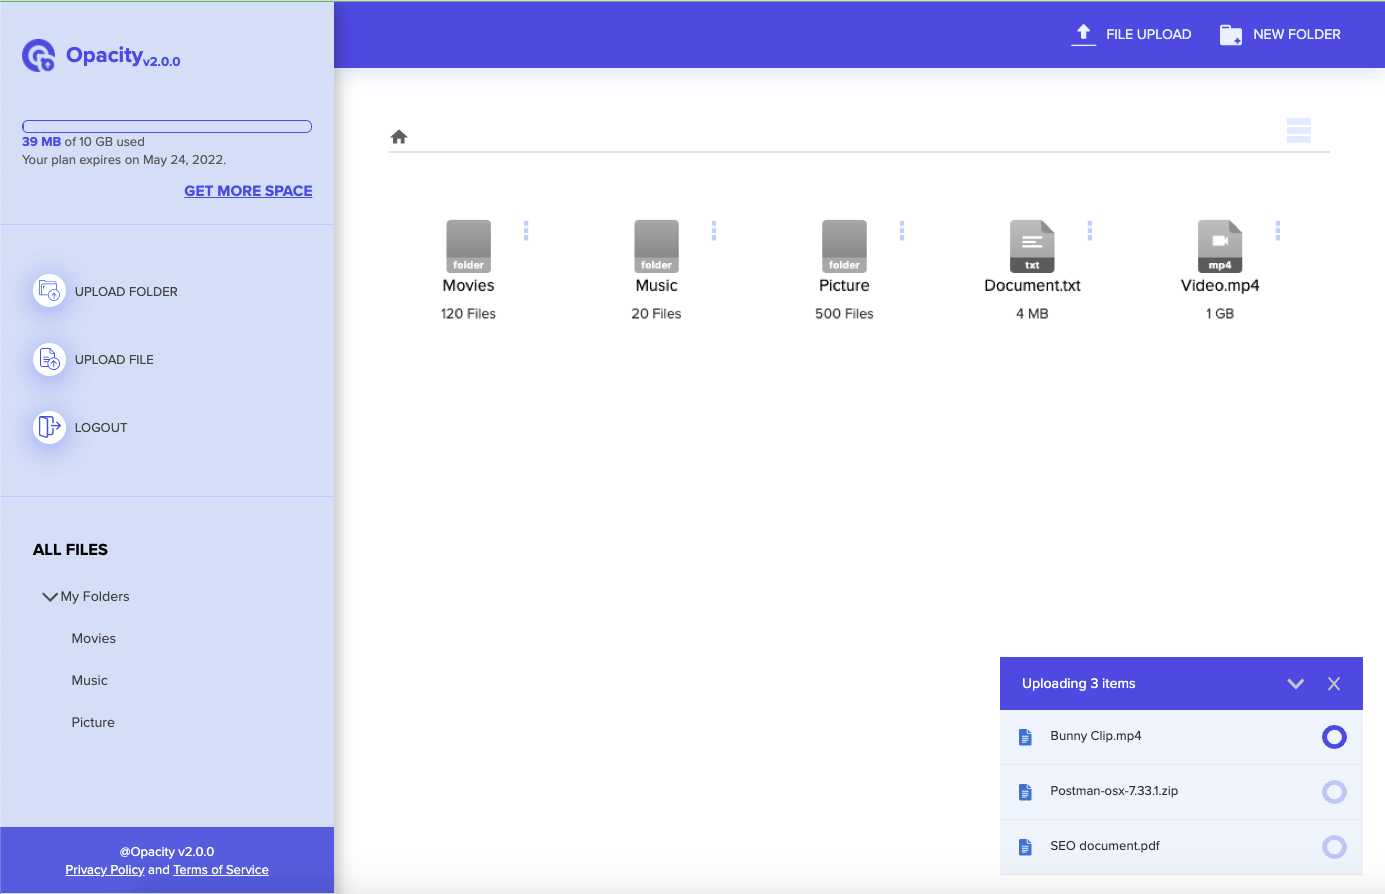 Opacity v2.0.0
39 MB of 10 GB used
Your plan expires on May 24, 2022.
GET MORE SPACE
UPLOAD FOLDER
UPLOAD FILE
LOGOUT
ALL FILES
My Folders
Movies
Music
Picture
@Opacity v2.0.0
Privacy Policy and Terms of Service
FILE UPLOAD
NEW FOLDER
folder
Movies
120 Files
folder
Music
20 Files
folder
Picture
500 Files
txt
Document.txt
4 MB
mp4
Video.mp4
1 GB
Uploading 3 items
Bunny Clip.mp4
Postman-osx-7.33.1.zip
SEO document.pdf